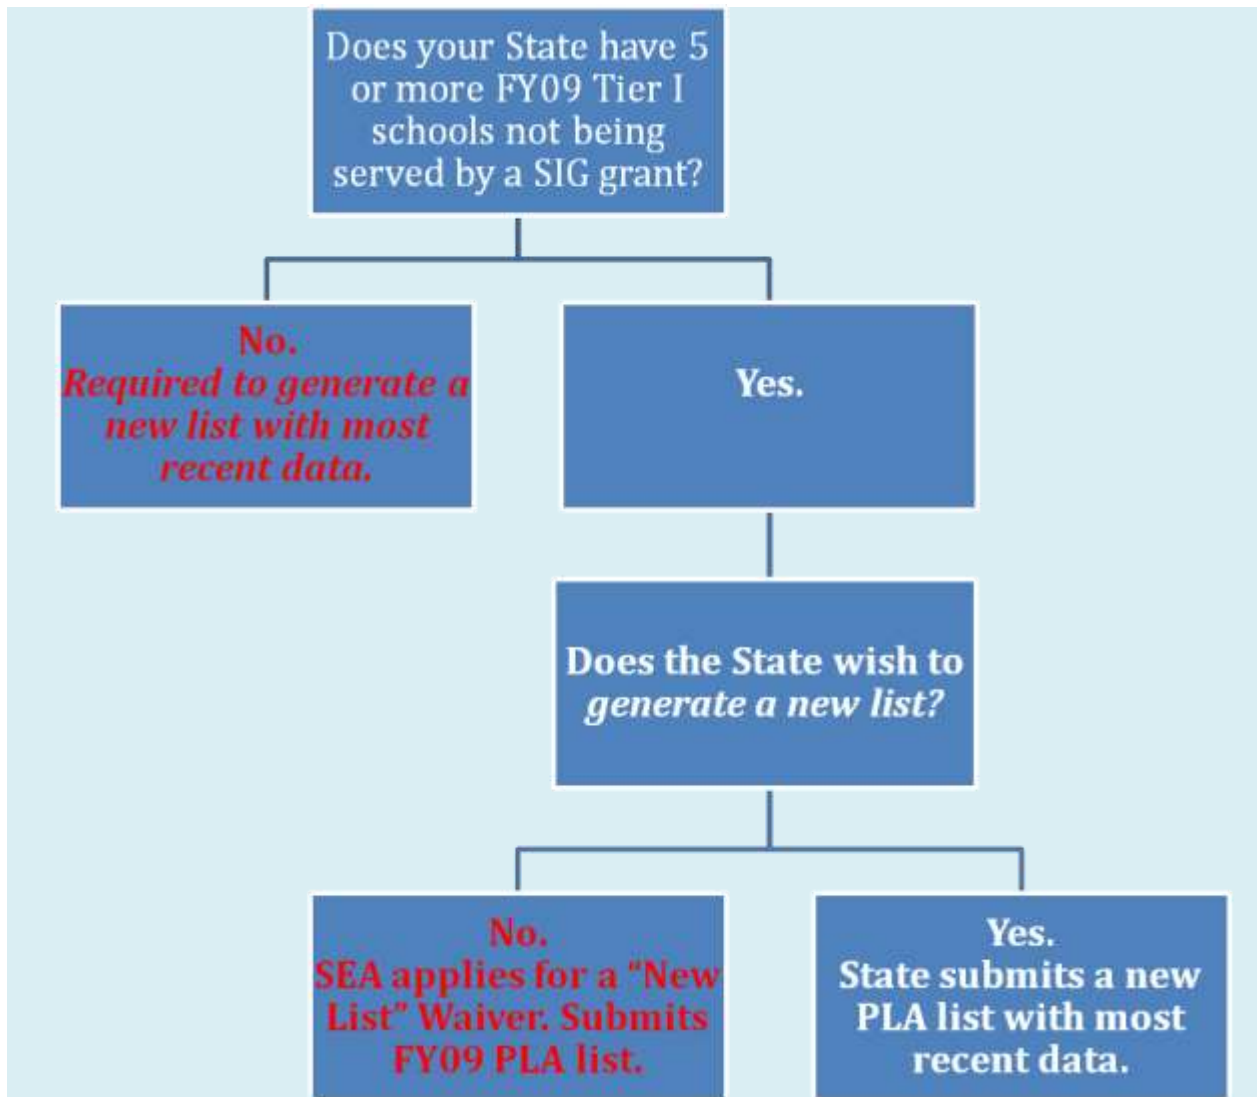 Does your State have 5
or more FY09 Tier I
schools not being
served by a SIG grant?
No.
Required to generate a
new list with most
recent data.
Yes.
Does the State wish to
generate a new list?
No.
SEA applies for a “New
List” Waiver. Submits
FY09 PLA list.
Yes.
State submits a new
PLA list with most
recent data.